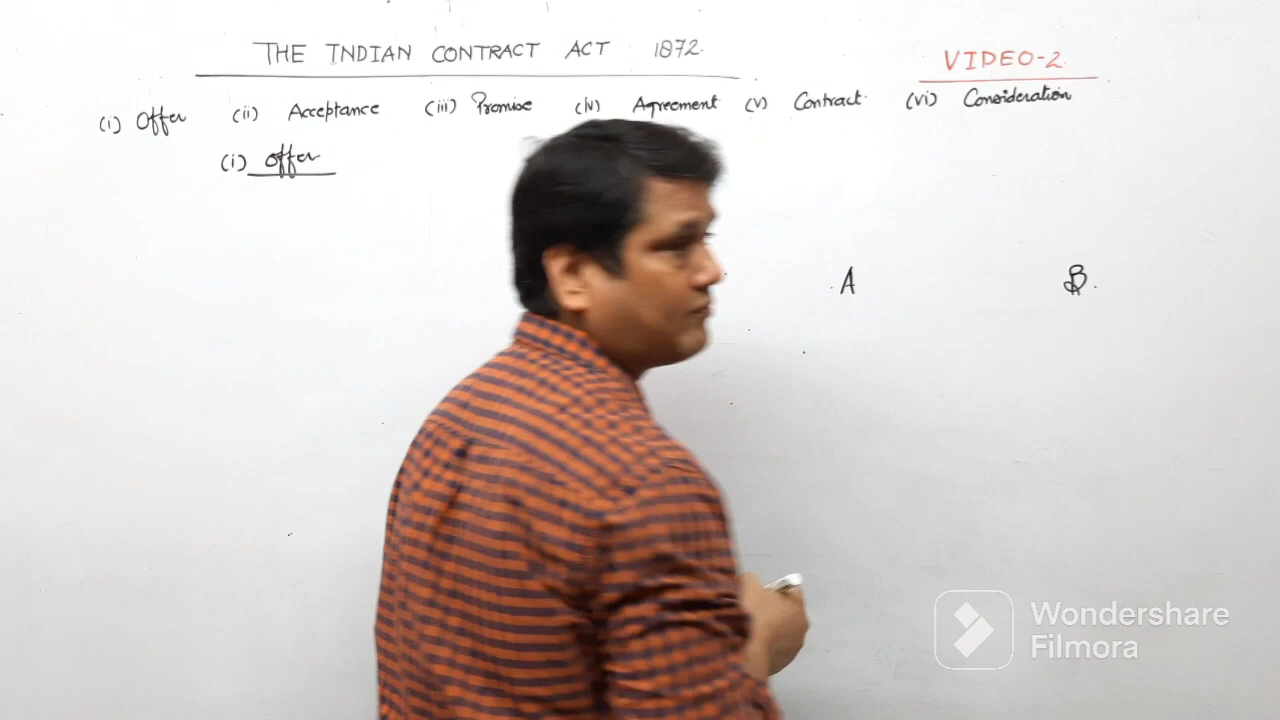 THE INDIAN CONTRACT ACT 1872.
VIDEO-2
(i) Offer (ii) Acceptance (iii) Promise (iv) Agreement (v) Contract (vi) Consideration
(i) Offer
A B
Wondershare
Filmora